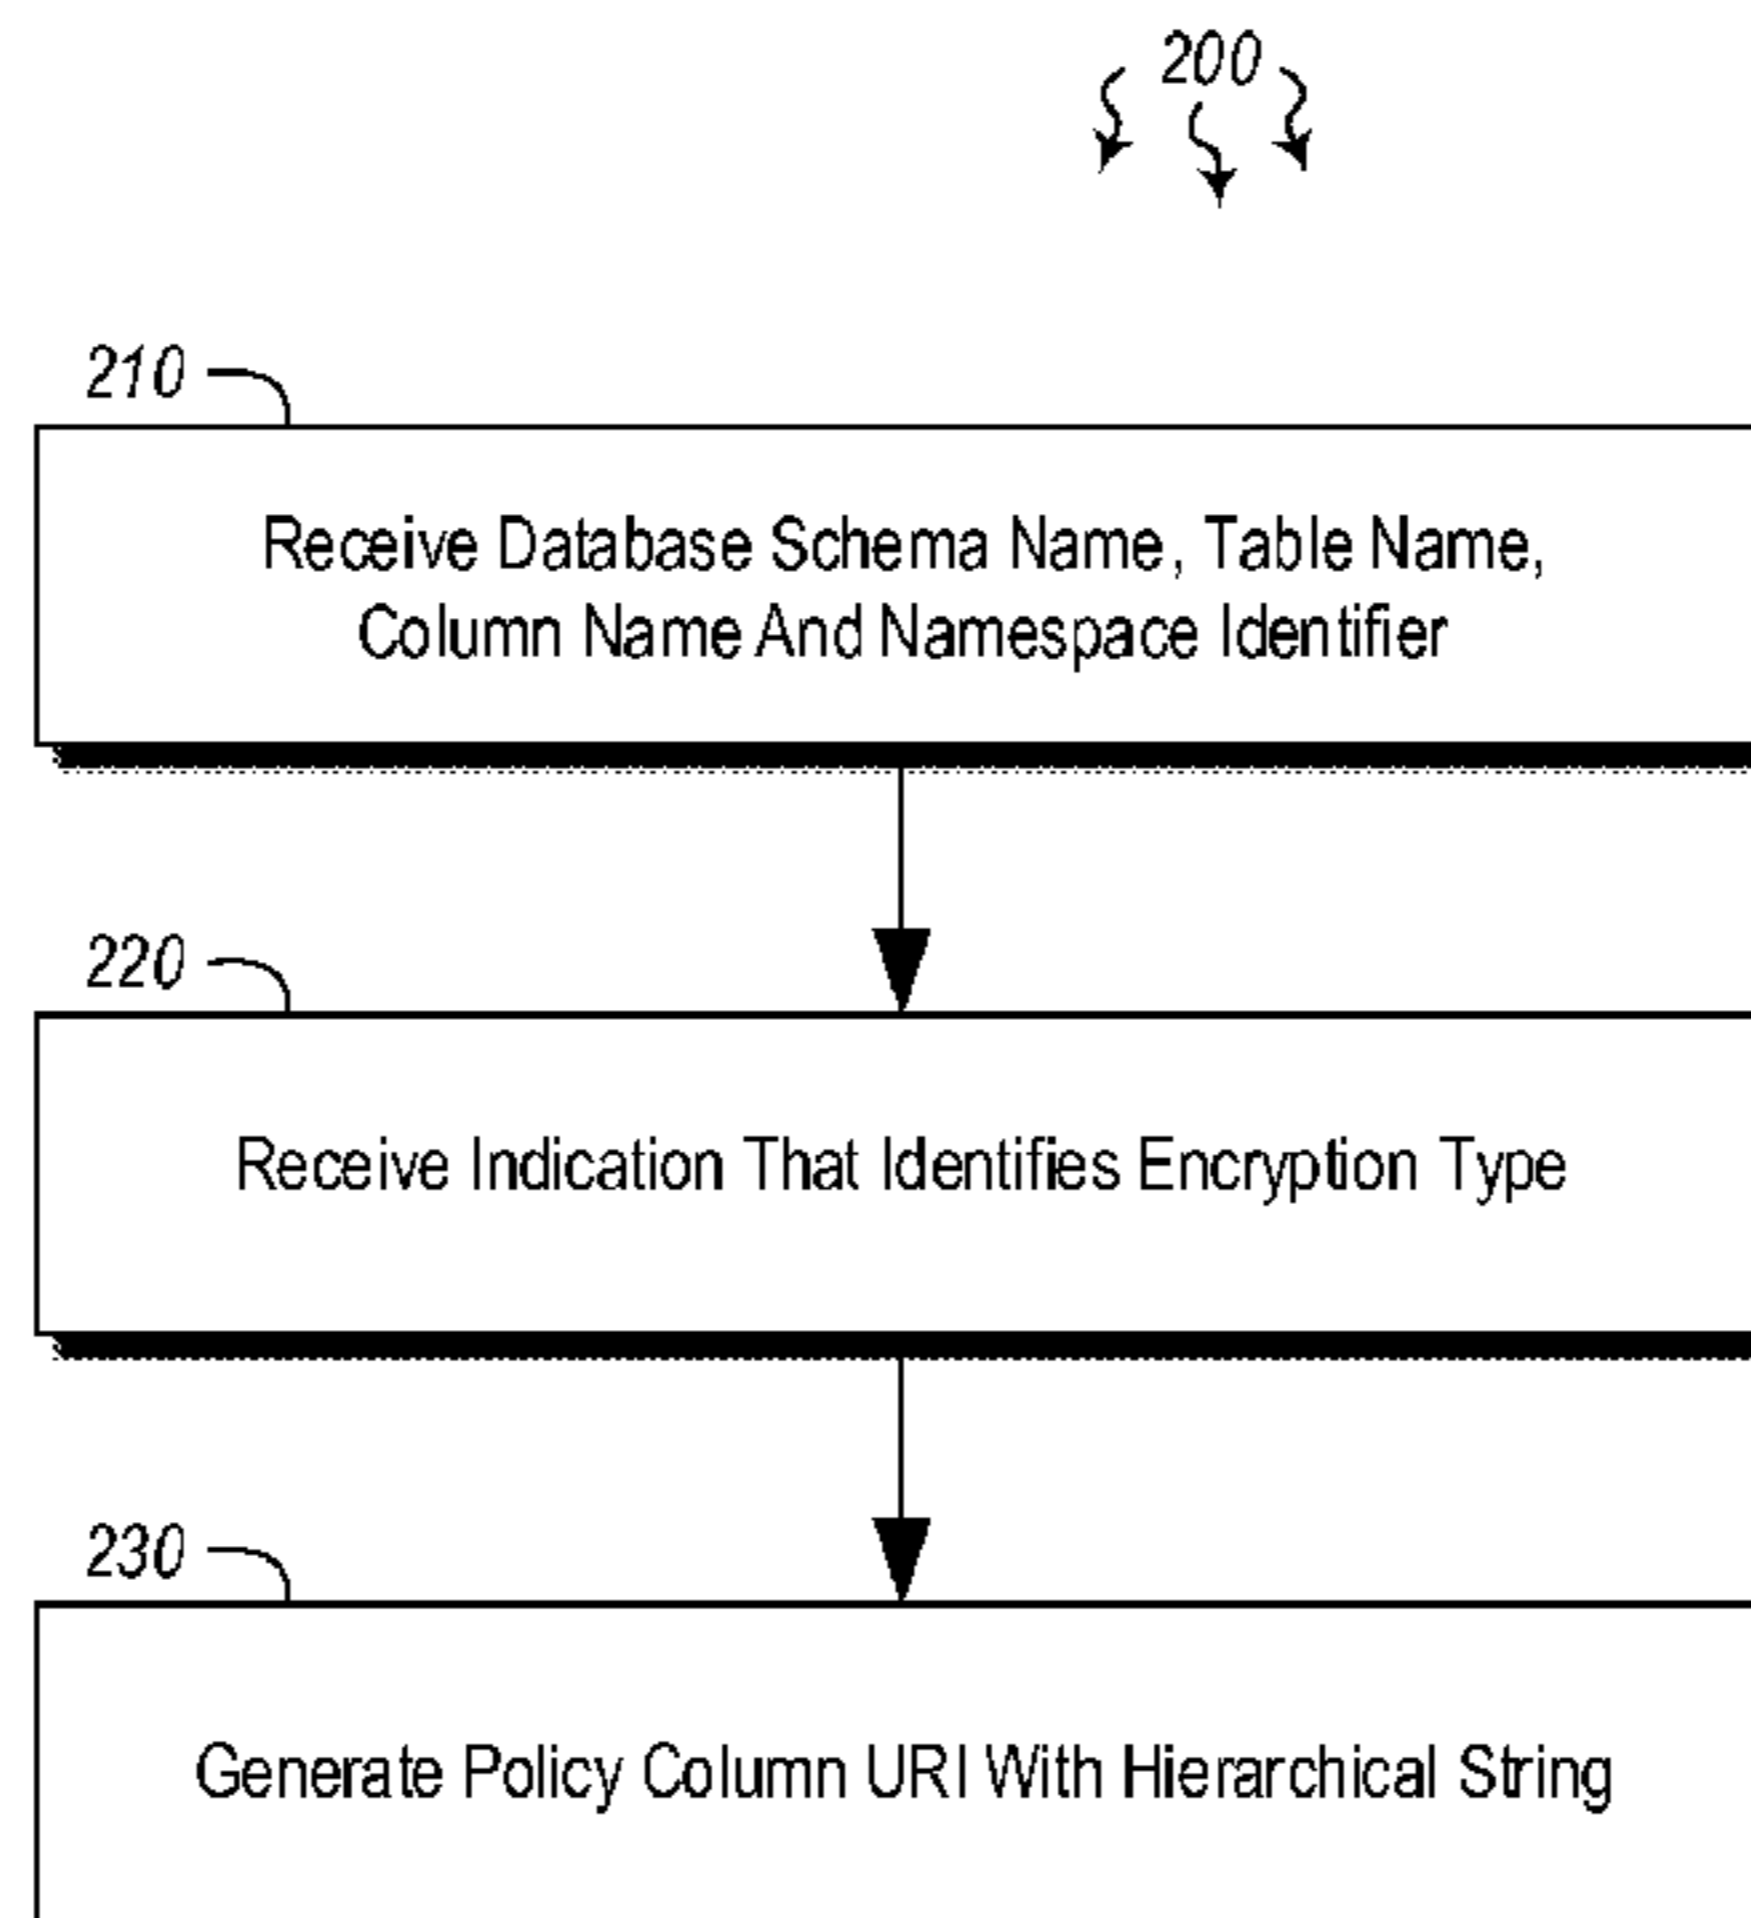 200
210
Receive Database Schema Name, Table Name,
Column Name And Namespace Identifier
220
Receive Indication That Identifies Encryption Type
230
Generate Policy Column URI With Hierarchical String